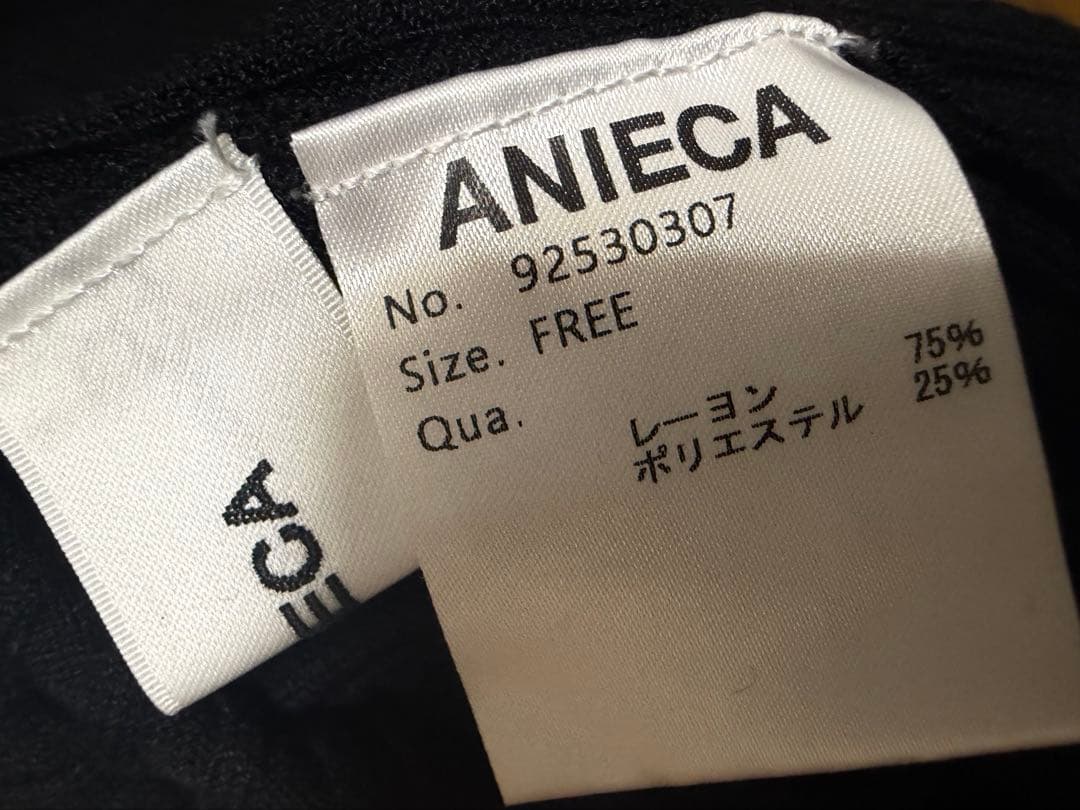 ANIECA
No. 92530307
Size. FREE
Qua. レーヨン 75%
ポリエステル 25%
ECA